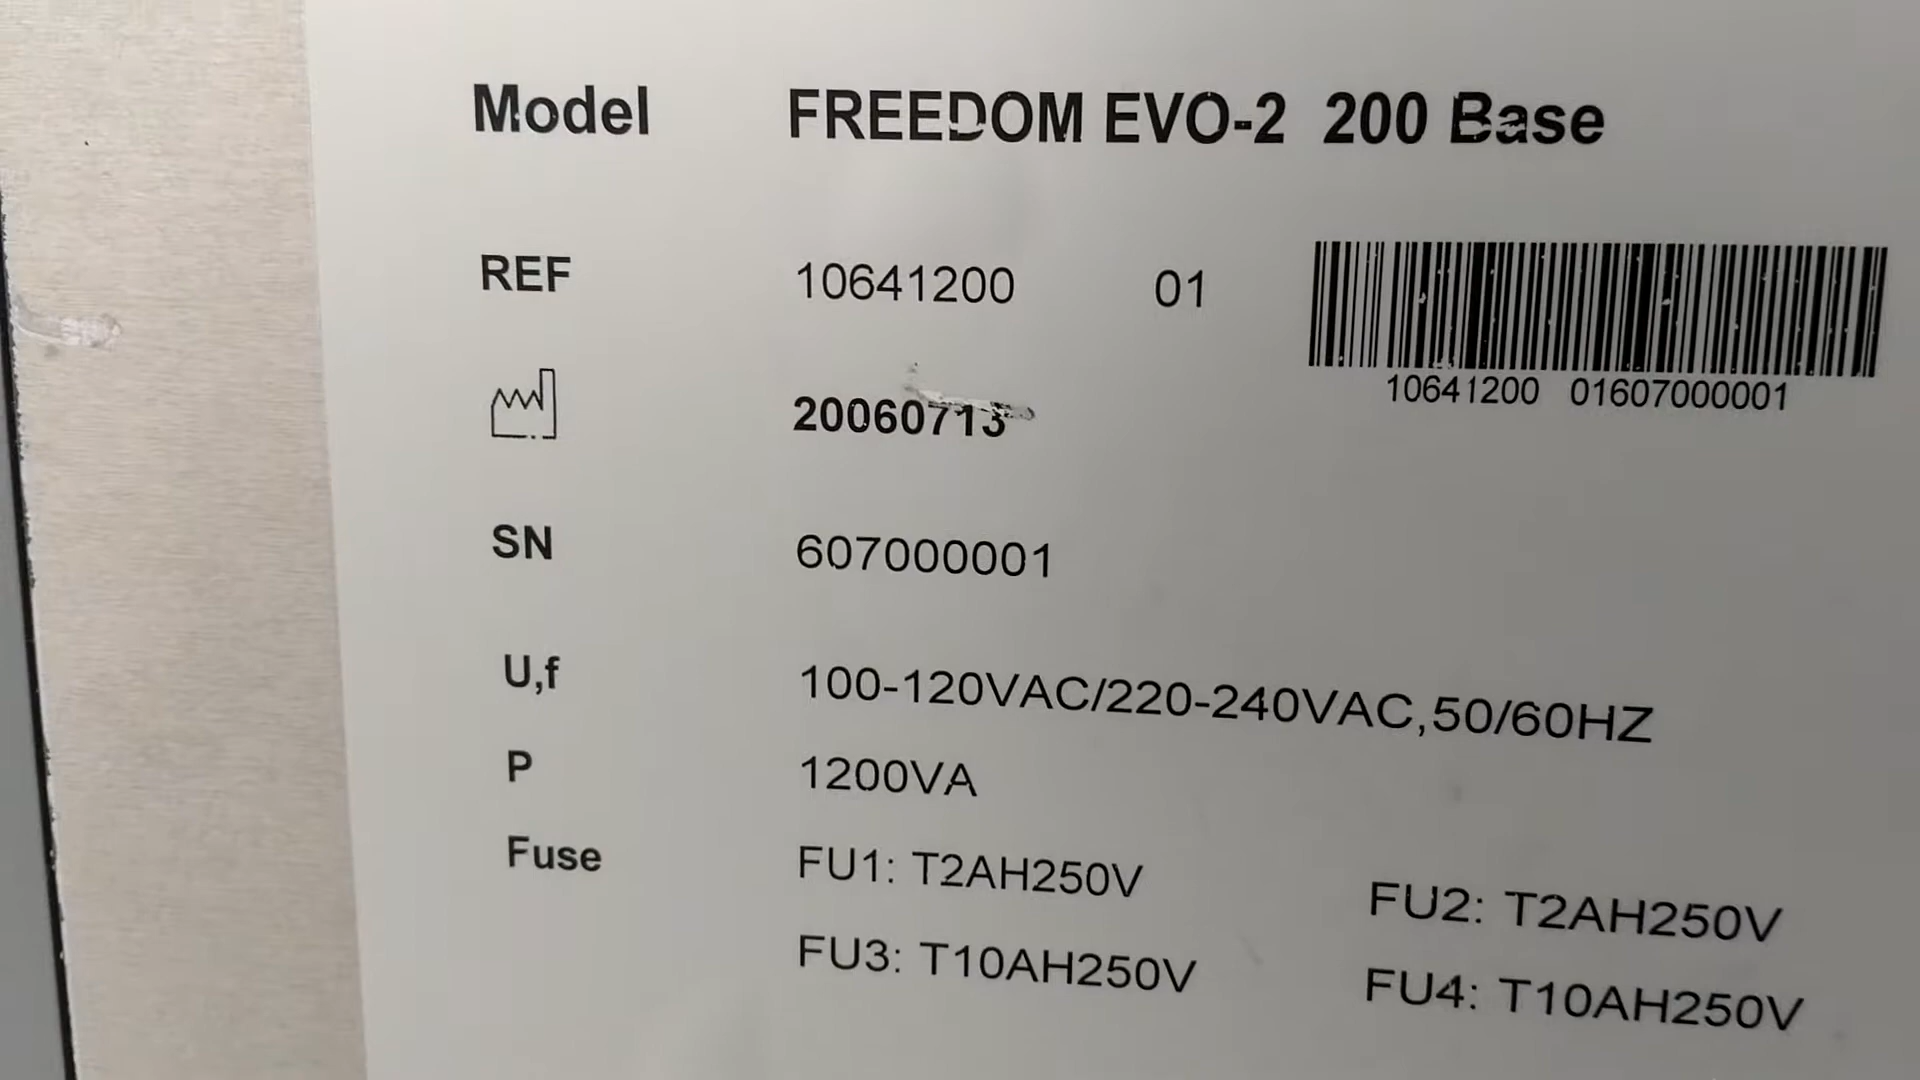 Model FREEDOM EVO-2 200 Base
REF 10641200 01
10641200 01607000001
20060713
SN 607000001
U,f 100-120VAC/220-240VAC,50/60HZ
P 1200VA
Fuse FU1: T2AH250V FU2: T2AH250V
FU3: T10AH250V FU4: T10AH250V